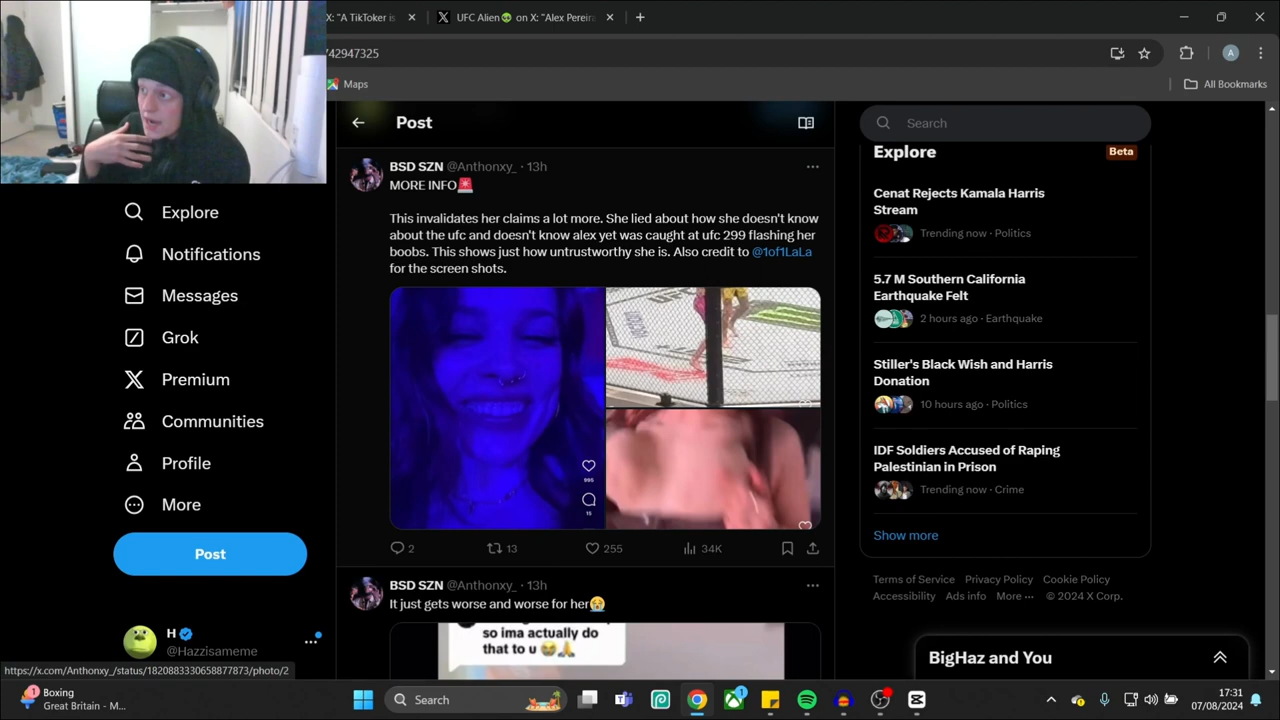 X: "A TikToker is
UFC Alien👽 on X: "Alex Pereira
42947325
A
Maps
All Bookmarks
Post
Search
BSD SZN @Anthonxy_ · 13h
MORE INFO🚨
This invalidates her claims a lot more. She lied about how she doesn't know
about the ufc and doesn't know alex yet was caught at ufc 299 flashing her
boobs. This shows just how untrustworthy she is. Also credit to @1of1LaLa
for the screen shots.
995
15
2
13
255
34K
BSD SZN @Anthonxy_ · 13h
It just gets worse and worse for her😭
so ima actually do
that to u 😭🙏
Explore
Notifications
Messages
Grok
Premium
Communities
Profile
More
Post
H
@Hazzisameme
https://x.com/Anthonxy_/status/1820883330658877873/photo/2
Explore
Beta
Cenat Rejects Kamala Harris
Stream
Trending now · Politics
5.7 M Southern California
Earthquake Felt
2 hours ago · Earthquake
Stiller's Black Wish and Harris
Donation
10 hours ago · Politics
IDF Soldiers Accused of Raping
Palestinian in Prison
Trending now · Crime
Show more
Terms of Service Privacy Policy Cookie Policy
Accessibility Ads info More ··· © 2024 X Corp.
BigHaz and You
1
Boxing
Great Britain - M...
Search
1
17:31
07/08/2024